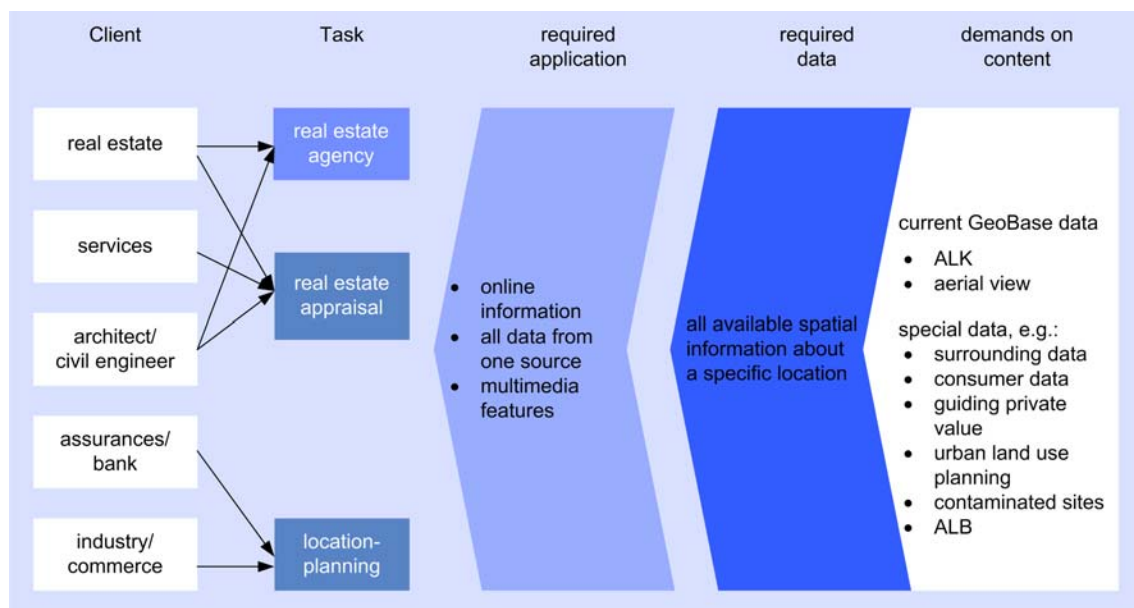 Client
Task
required
application
required
data
demands on
content
real estate
services
architect/
civil engineer
assurances/
bank
industry/
commerce
real estate
agency
real estate
appraisal
location-
planning
• online
information
• all data from
one source
• multimedia
features
all available spatial
information about
a specific location
current GeoBase data
• ALK
• aerial view
special data, e.g.:
• surrounding data
• consumer data
• guiding private
value
• urban land use
planning
• contaminated sites
• ALB